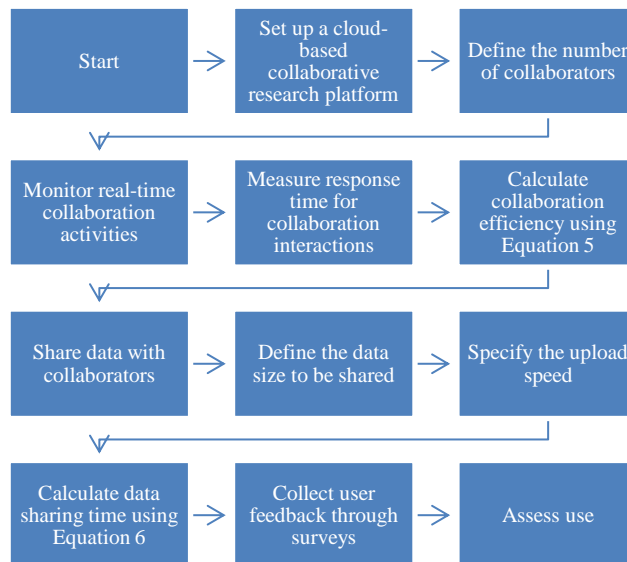 Start
Set up a cloud-
based
collaborative
research platform
Define the number
of collaborators
Monitor real-time
collaboration
activities
Measure response
time for
collaboration
interactions
Calculate
collaboration
efficiency using
Equation 5
Share data with
collaborators
Define the data
size to be shared
Specify the upload
speed
Calculate data
sharing time using
Equation 6
Collect user
feedback through
surveys
Assess use